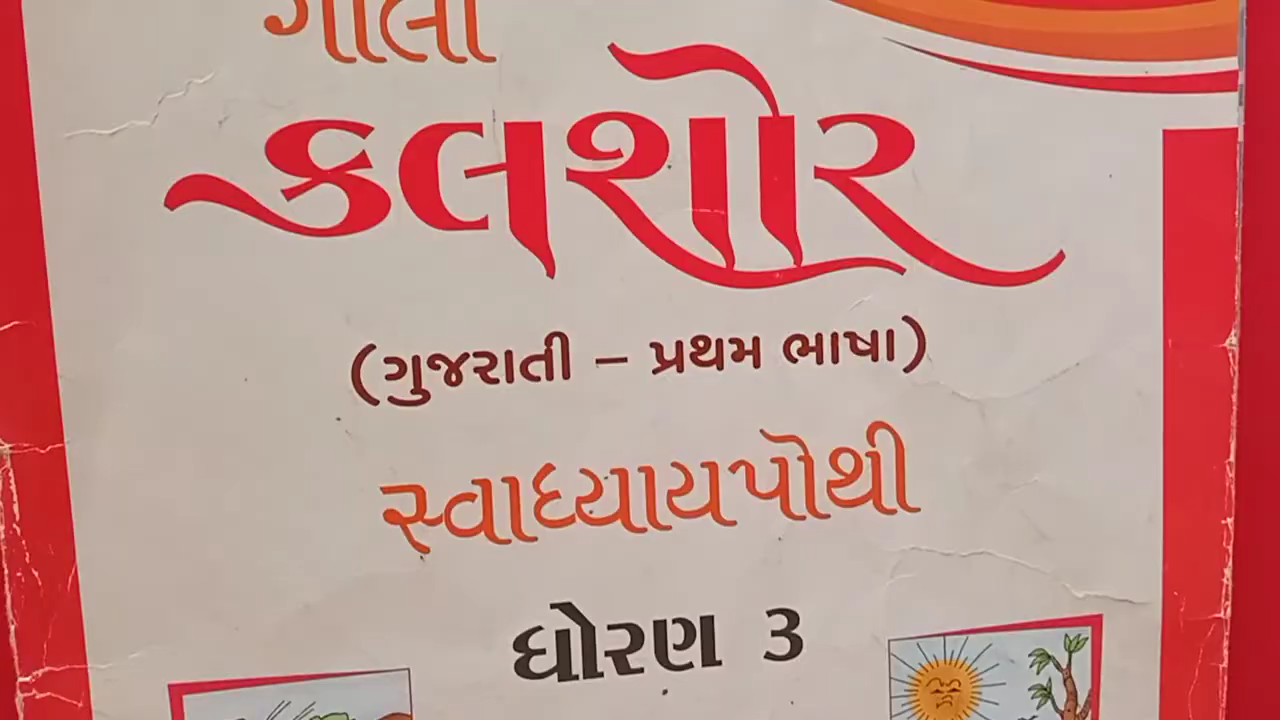 ગાલા
કલશોર
(ગુજરાતી – પ્રથમ ભાષા)
સ્વાધ્યાયપોથી
ધોરણ 3